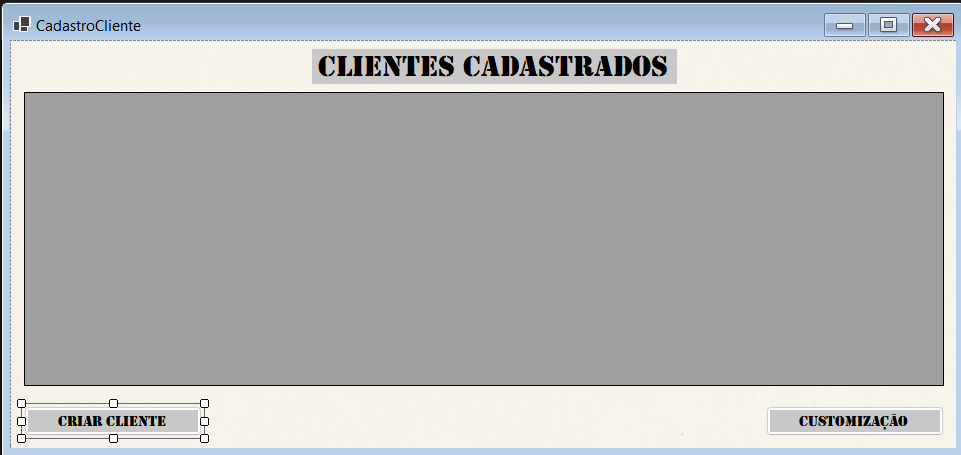 CadastroCliente
CLIENTES CADASTRADOS
CRIAR CLIENTE
CUSTOMIZAÇÃO